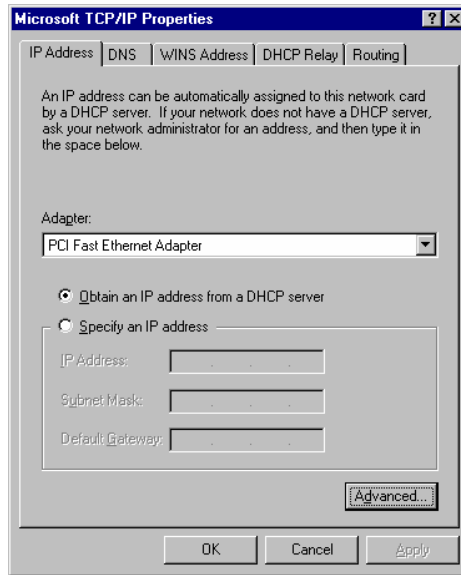 Microsoft TCP/IP Properties
IP Address DNS WINS Address DHCP Relay Routing
An IP address can be automatically assigned to this network card
by a DHCP server. If your network does not have a DHCP server,
ask your network administrator for an address, and then type it in
the space below.
Adapter:
PCI Fast Ethernet Adapter
Obtain an IP address from a DHCP server
Specify an IP address
IP Address:
Subnet Mask:
Default Gateway:
Advanced...
OK Cancel Apply